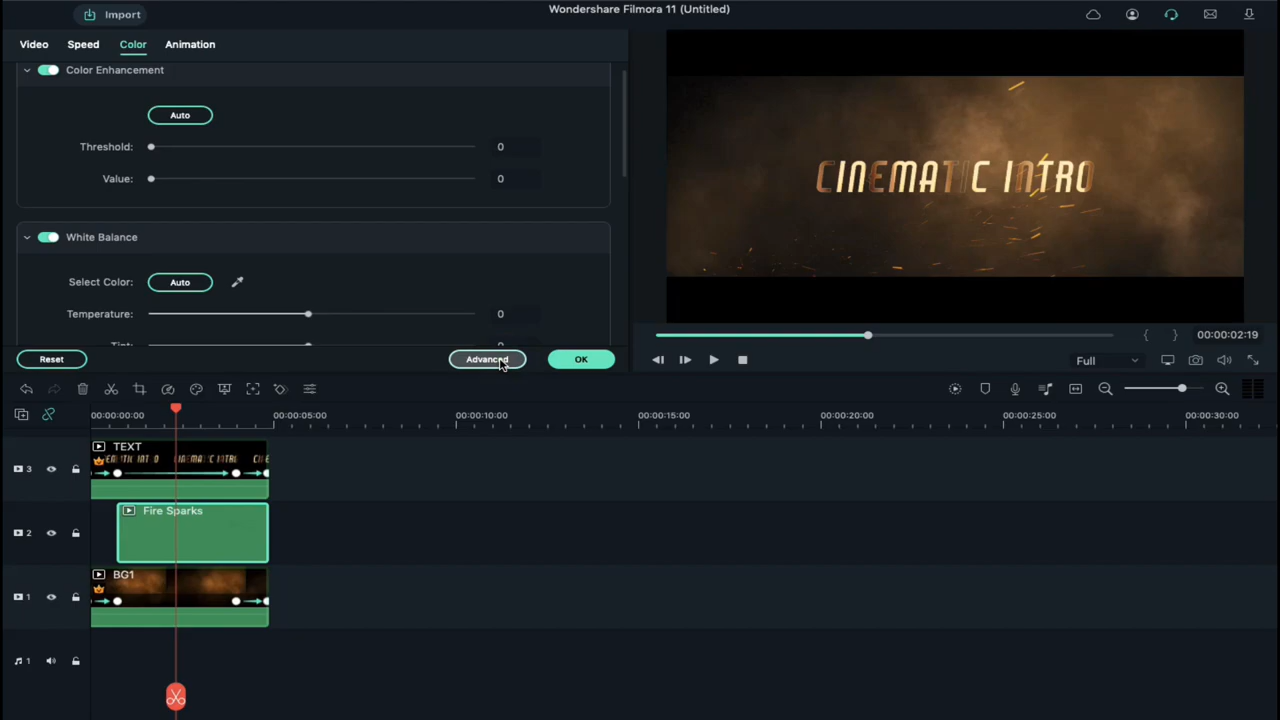 Import
Wondershare Filmora 11 (Untitled)
Video Speed Color Animation
Color Enhancement
Auto
Threshold: 0
Value: 0
White Balance
Select Color: Auto
Temperature: 0
Tint: 0
Reset Advanced OK
CINEMATIC INTRO
00:00:02:19
Full
00:00:00:00 00:00:05:00 00:00:10:00 00:00:15:00 00:00:20:00 00:00:25:00 00:00:30:00
3
TEXT
2
Fire Sparks
1
BG1
1